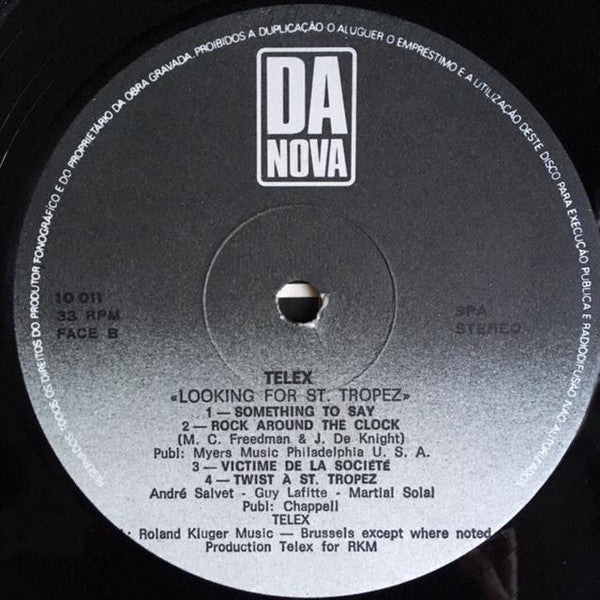 RESERVADOS TODOS OS DIREITOS DO PRODUTOR FONOGRÁFICO E DO PROPRIETÁRIO DA OBRA GRAVADA. PROIBIDOS A DUPLICAÇÃO O ALUGUER O EMPRÉSTIMO E A UTILIZAÇÃO DESTE DISCO PARA EXECUÇÃO PUBLICA E RADIODIFUSÃO NÃO AUTORIZADOS.
DA
NOVA
10 011
33 RPM
FACE B
SPA
STEREO
TELEX
«LOOKING FOR ST. TROPEZ»
1 — SOMETHING TO SAY
2 — ROCK AROUND THE CLOCK
(M. C. Freedman & J. De Knight)
Publ: Myers Music Philadelphia U. S. A.
3 — VICTIME DE LA SOCIÉTÉ
4 — TWIST À ST. TROPEZ
André Salvet - Guy Lafitte - Martial Solal
Publ: Chappell
TELEX
: Roland Kluger Music — Brussels except where noted
Production Telex for RKM